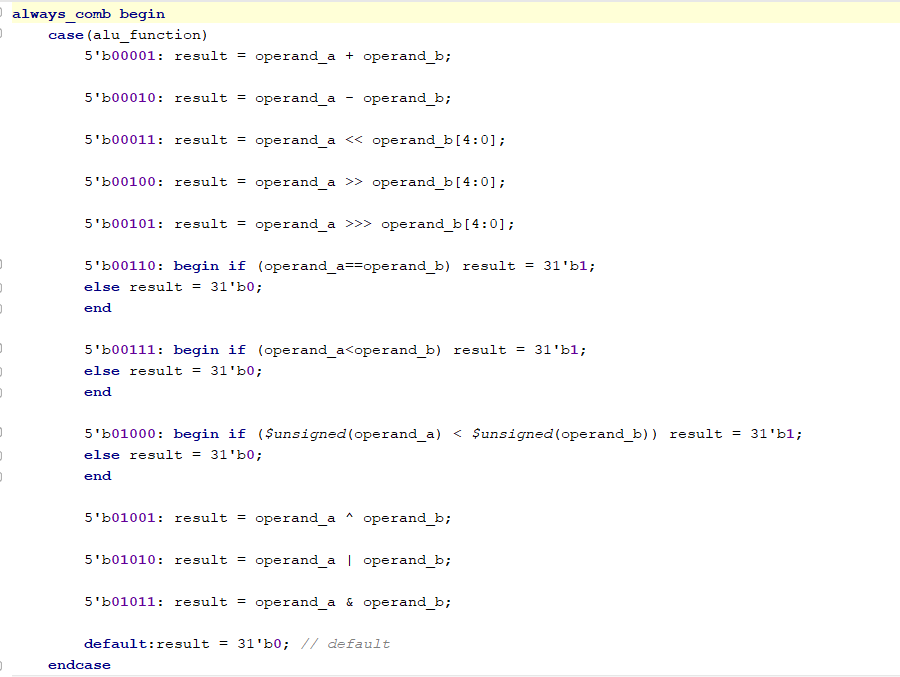 always_comb begin
case(alu_function)
5'b00001: result = operand_a + operand_b;
5'b00010: result = operand_a - operand_b;
5'b00011: result = operand_a << operand_b[4:0];
5'b00100: result = operand_a >> operand_b[4:0];
5'b00101: result = operand_a >>> operand_b[4:0];
5'b00110: begin if (operand_a==operand_b) result = 31'b1;
else result = 31'b0;
end
5'b00111: begin if (operand_a<operand_b) result = 31'b1;
else result = 31'b0;
end
5'b01000: begin if ($unsigned(operand_a) < $unsigned(operand_b)) result = 31'b1;
else result = 31'b0;
end
5'b01001: result = operand_a ^ operand_b;
5'b01010: result = operand_a | operand_b;
5'b01011: result = operand_a & operand_b;
default:result = 31'b0; // default
endcase